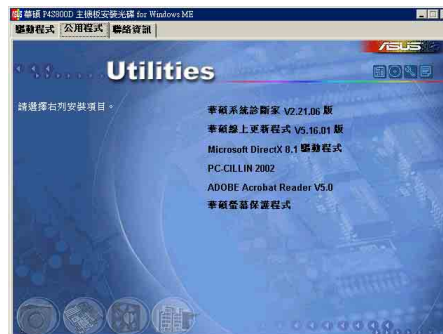 華碩 P4S800D 主機板安裝光碟 for Windows ME
驅動程式 公用程式 聯絡資訊
ASUS
Utilities
請選擇右列安裝項目。
華碩系統診斷家 V2.21.06 版
華碩線上更新程式 V5.16.01 版
Microsoft DirectX 8.1 驅動程式
PC-CILLIN 2002
ADOBE Acrobat Reader V5.0
華碩螢幕保護程式